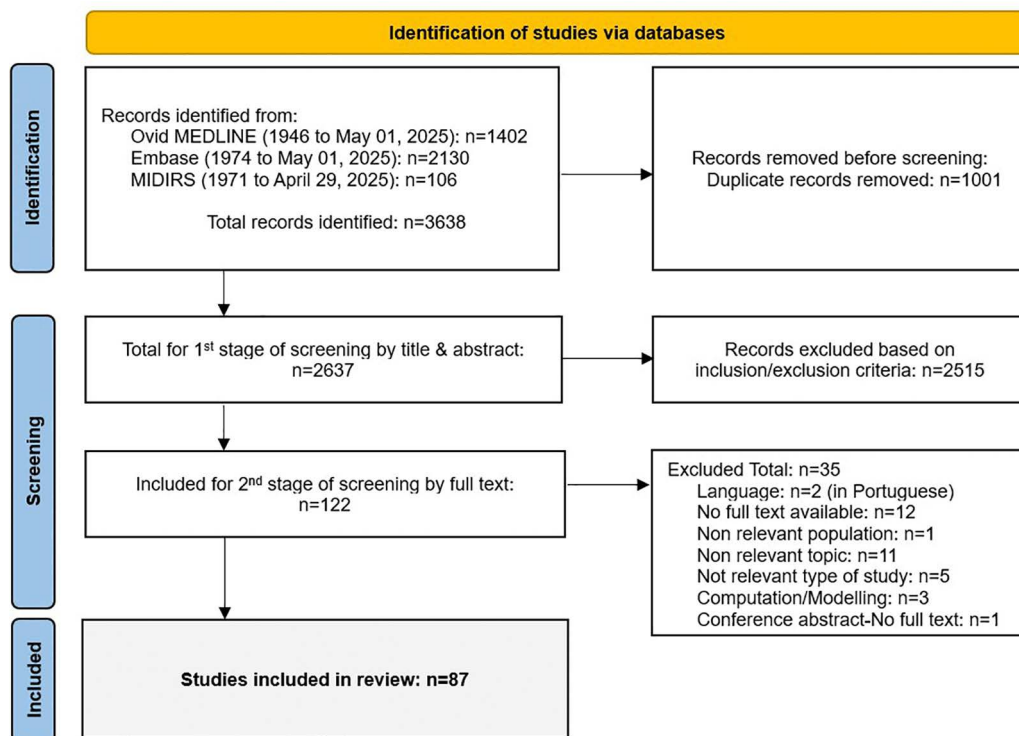 Identification of studies via databases
Identification
Records identified from:
Ovid MEDLINE (1946 to May 01, 2025): n=1402
Embase (1974 to May 01, 2025): n=2130
MIDIRS (1971 to April 29, 2025): n=106
Total records identified: n=3638
Records removed before screening:
Duplicate records removed: n=1001
Screening
Total for 1st stage of screening by title & abstract:
n=2637
Records excluded based on
inclusion/exclusion criteria: n=2515
Included for 2nd stage of screening by full text:
n=122
Excluded Total: n=35
Language: n=2 (in Portuguese)
No full text available: n=12
Non relevant population: n=1
Non relevant topic: n=11
Not relevant type of study: n=5
Computation/Modelling: n=3
Conference abstract-No full text: n=1
Included
Studies included in review: n=87